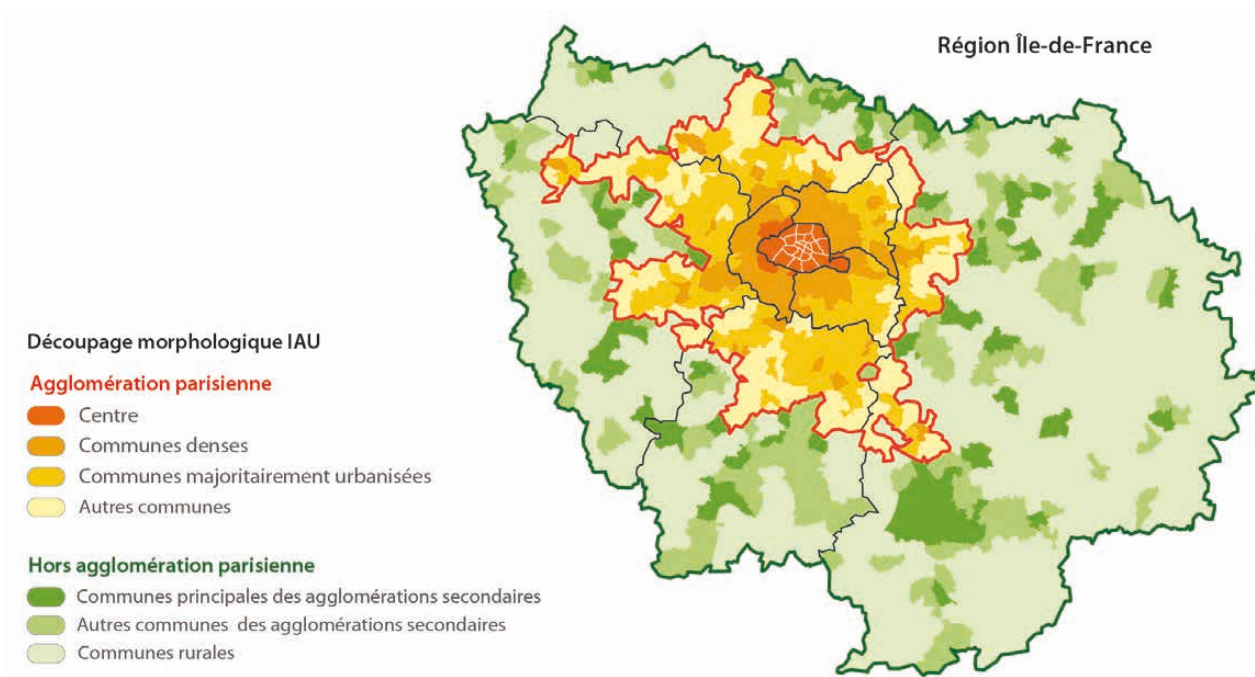 Région Île-de-France
Découpage morphologique IAU
Agglomération parisienne
Centre
Communes denses
Communes majoritairement urbanisées
Autres communes
Hors agglomération parisienne
Communes principales des agglomérations secondaires
Autres communes des agglomérations secondaires
Communes rurales